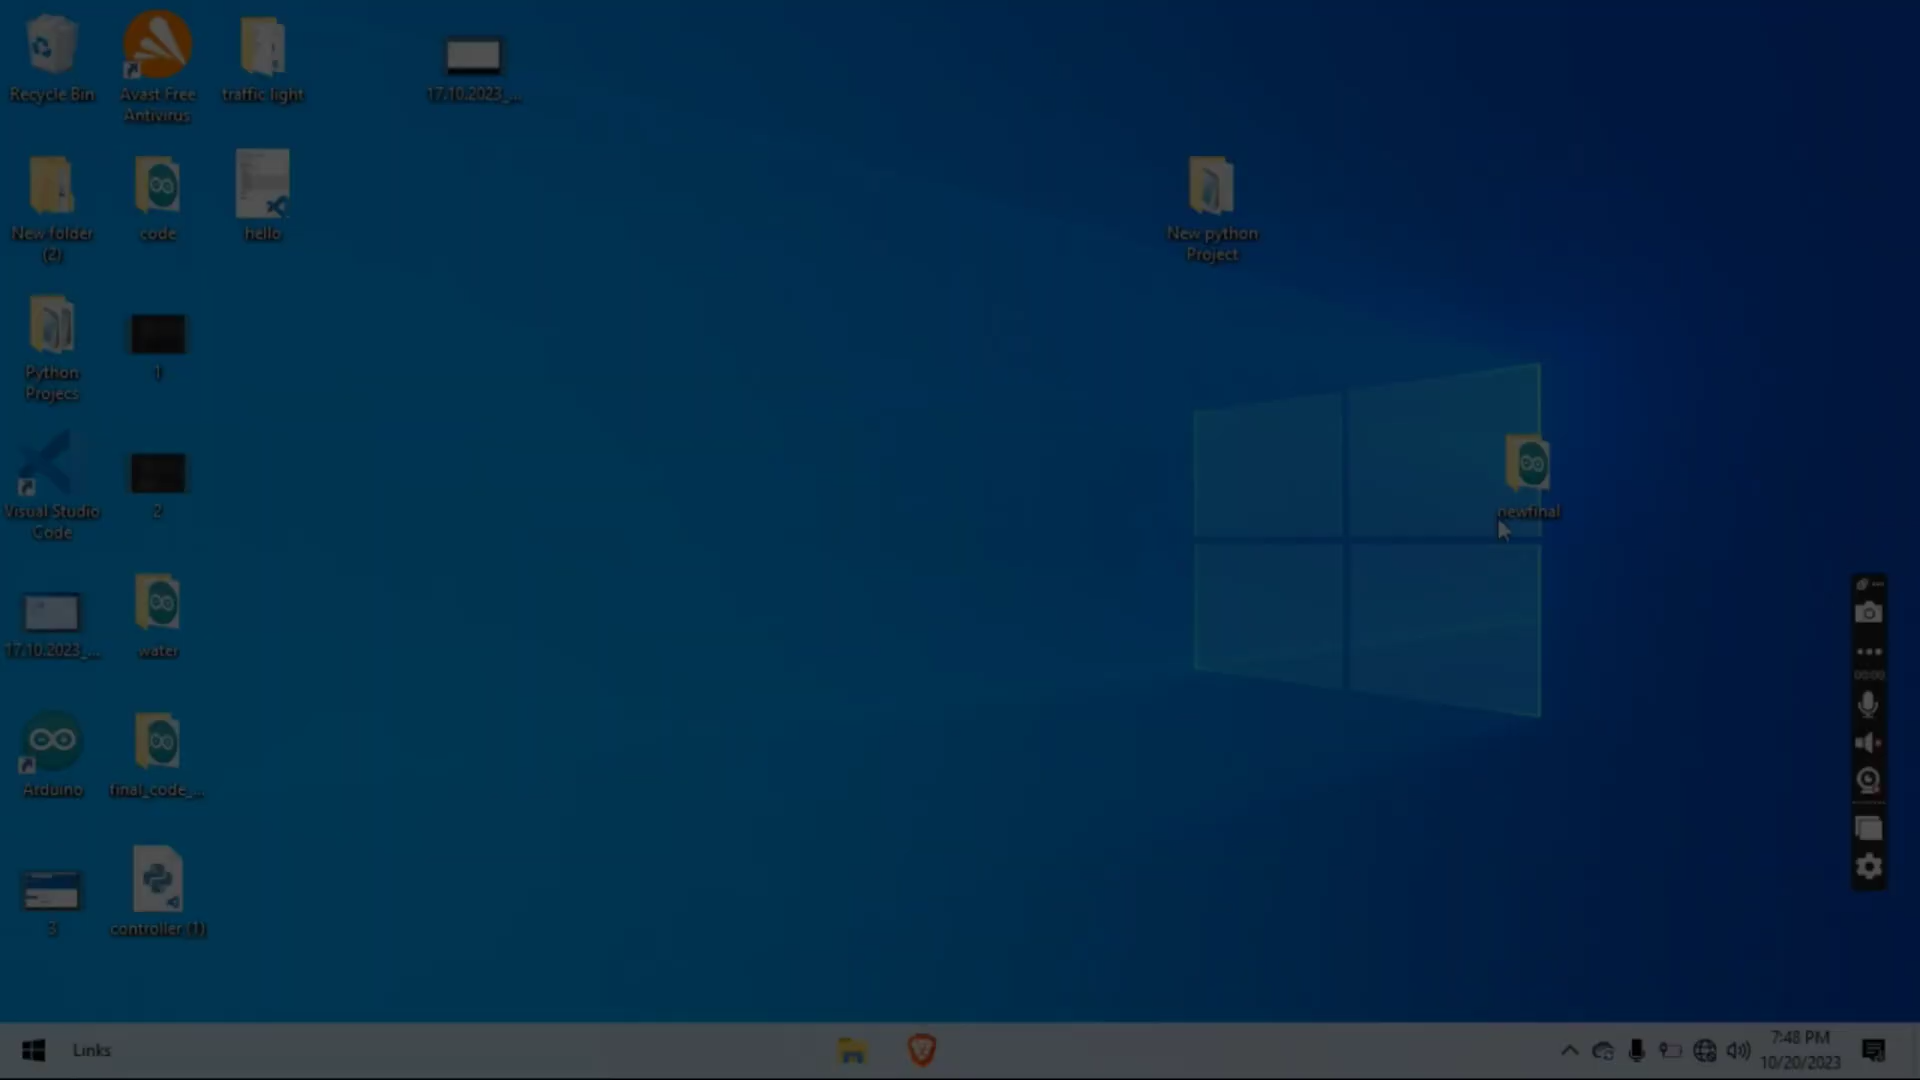 Recycle Bin
Avast Free
Antivirus
traffic light
17.10.2023_...
New folder
(2)
code
hello
New python
Project
Python
Projecs
1
Visual Studio
Code
2
newfinal
17.10.2023_...
water
00:00
Arduino
final_code_...
3
controller (1)
Links
7:48 PM
10/20/2023